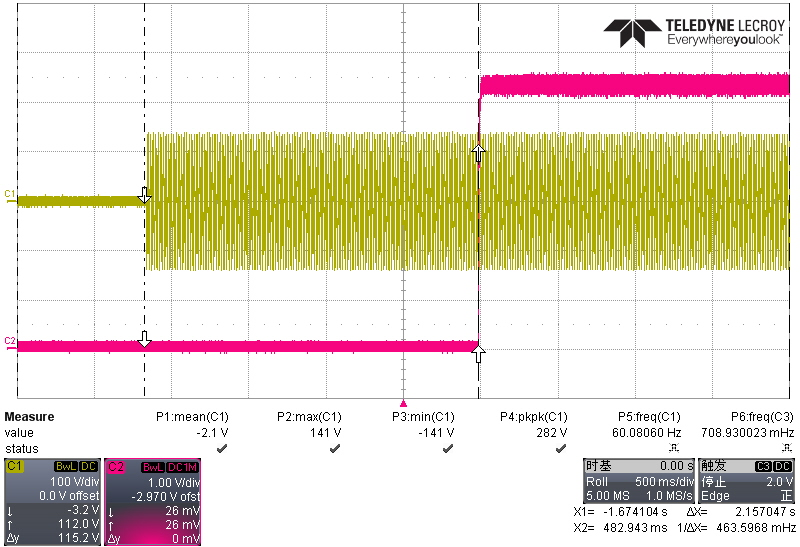 TELEDYNE LECROY
Everywhereyoulook™
C1
C2
Measure P1:mean(C1) P2:max(C1) P3:min(C1) P4:pkpk(C1) P5:freq(C1) P6:freq(C3)
value -2.1 V 141 V -141 V 282 V 60.08060 Hz 708.930023 mHz
status
C1 BwL DC
100 V/div
0.0 V offset
↓ -3.2 V
↑ 112.0 V
Δy 115.2 V
C2 BwL DC1M
1.00 V/div
-2.970 V ofst
↓ 26 mV
↑ 26 mV
Δy 0 mV
时基 0.00 s
Roll 500 ms/div
5.00 MS 1.0 MS/s
触发 C3 DC
停止 2.0 V
Edge 正
X1= -1.674104 s ΔX= 2.157047 s
X2= 482.943 ms 1/ΔX= 463.5968 mHz